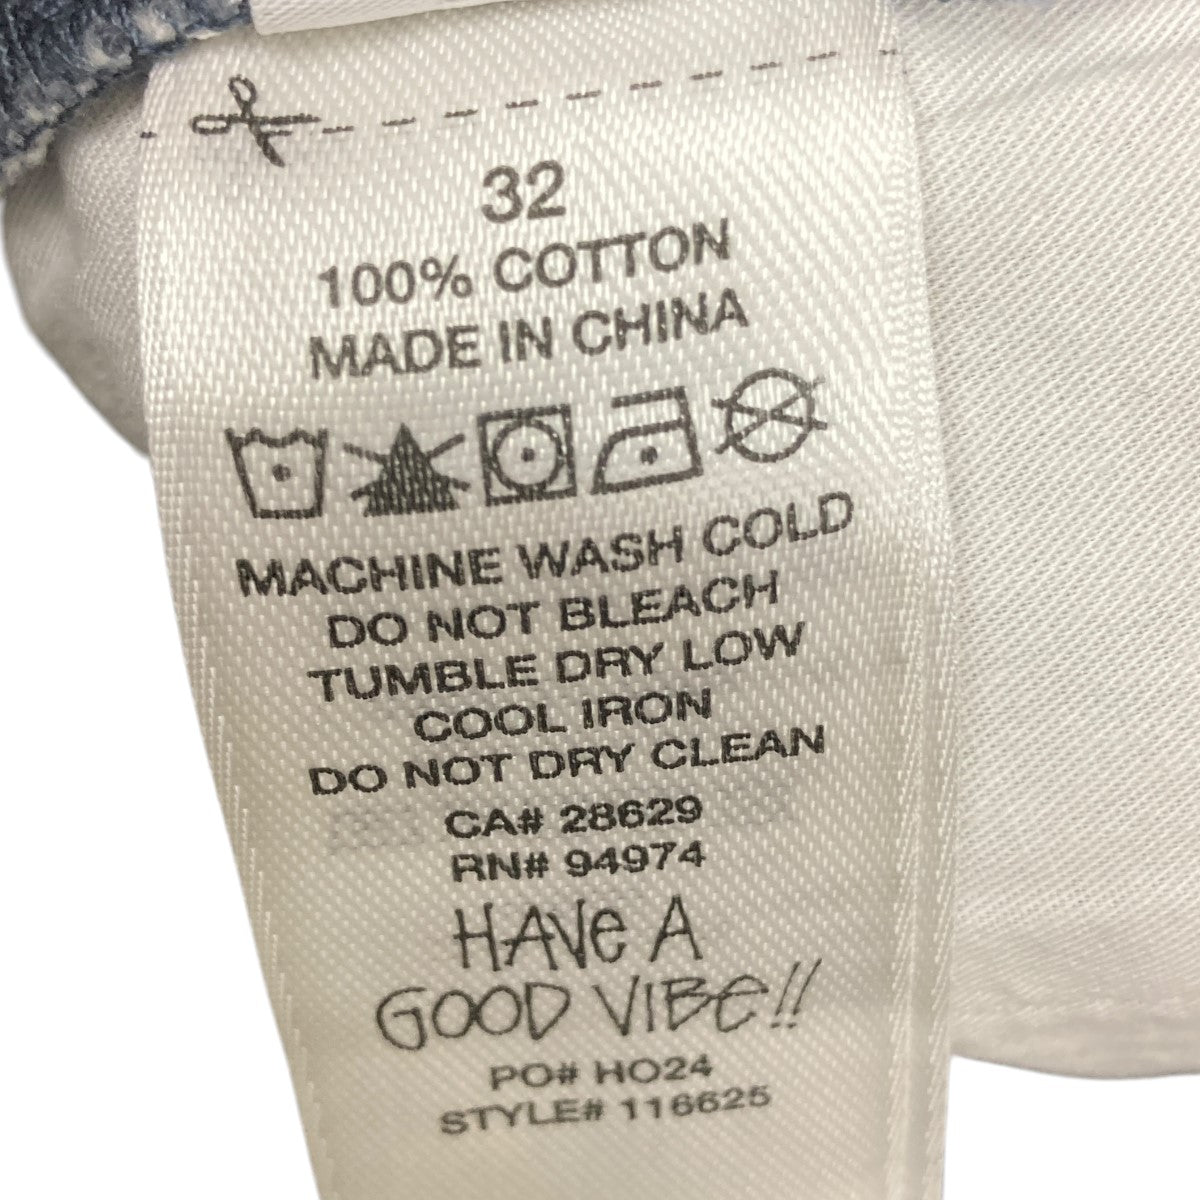 32
100% COTTON
MADE IN CHINA
MACHINE WASH COLD
DO NOT BLEACH
TUMBLE DRY LOW
COOL IRON
DO NOT DRY CLEAN
CA# 28629
RN# 94974
HAVe A
GOOD VIBe!!
PO# HO24
STYLE# 116625